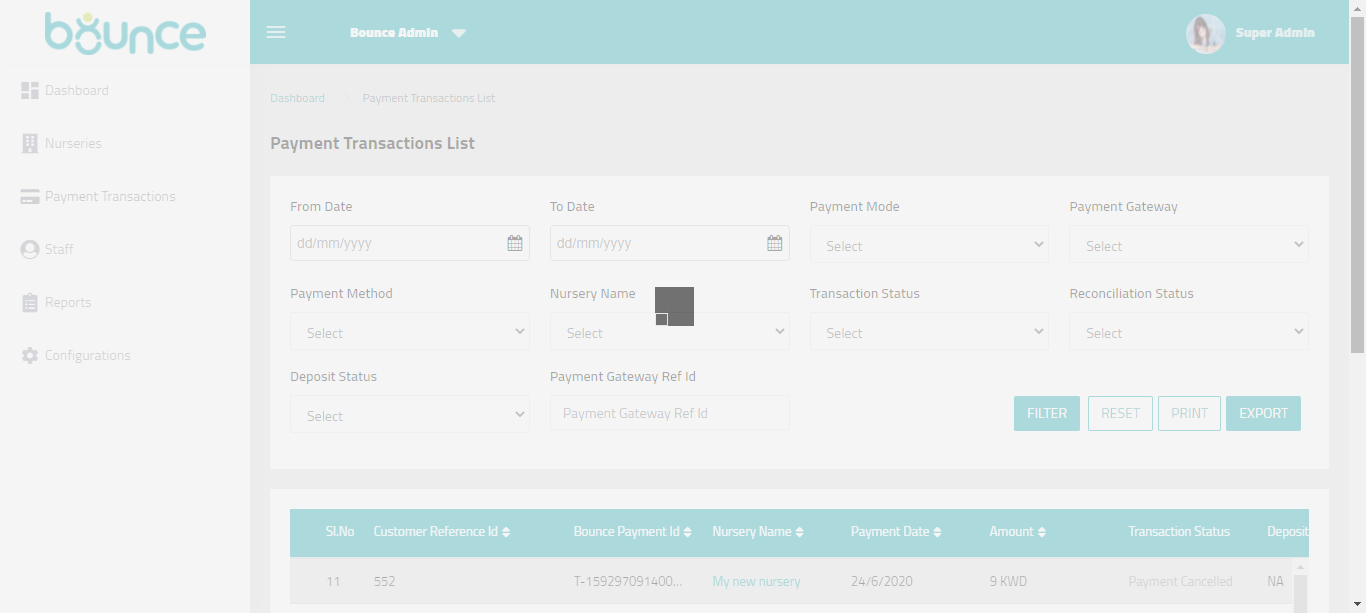 bounce
Bounce Admin
Super Admin
Dashboard
Nurseries
Payment Transactions
Staff
Reports
Configurations
Dashboard Payment Transactions List
Payment Transactions List
From Date To Date Payment Mode Payment Gateway
dd/mm/yyyy dd/mm/yyyy Select Select
Payment Method Nursery Name Transaction Status Reconciliation Status
Select Select Select Select
Deposit Status Payment Gateway Ref Id
Select Payment Gateway Ref Id FILTER RESET PRINT EXPORT
Sl.No Customer Reference Id Bounce Payment Id Nursery Name Payment Date Amount Transaction Status Deposit
11 552 T-159297091400... My new nursery 24/6/2020 9 KWD Payment Cancelled NA